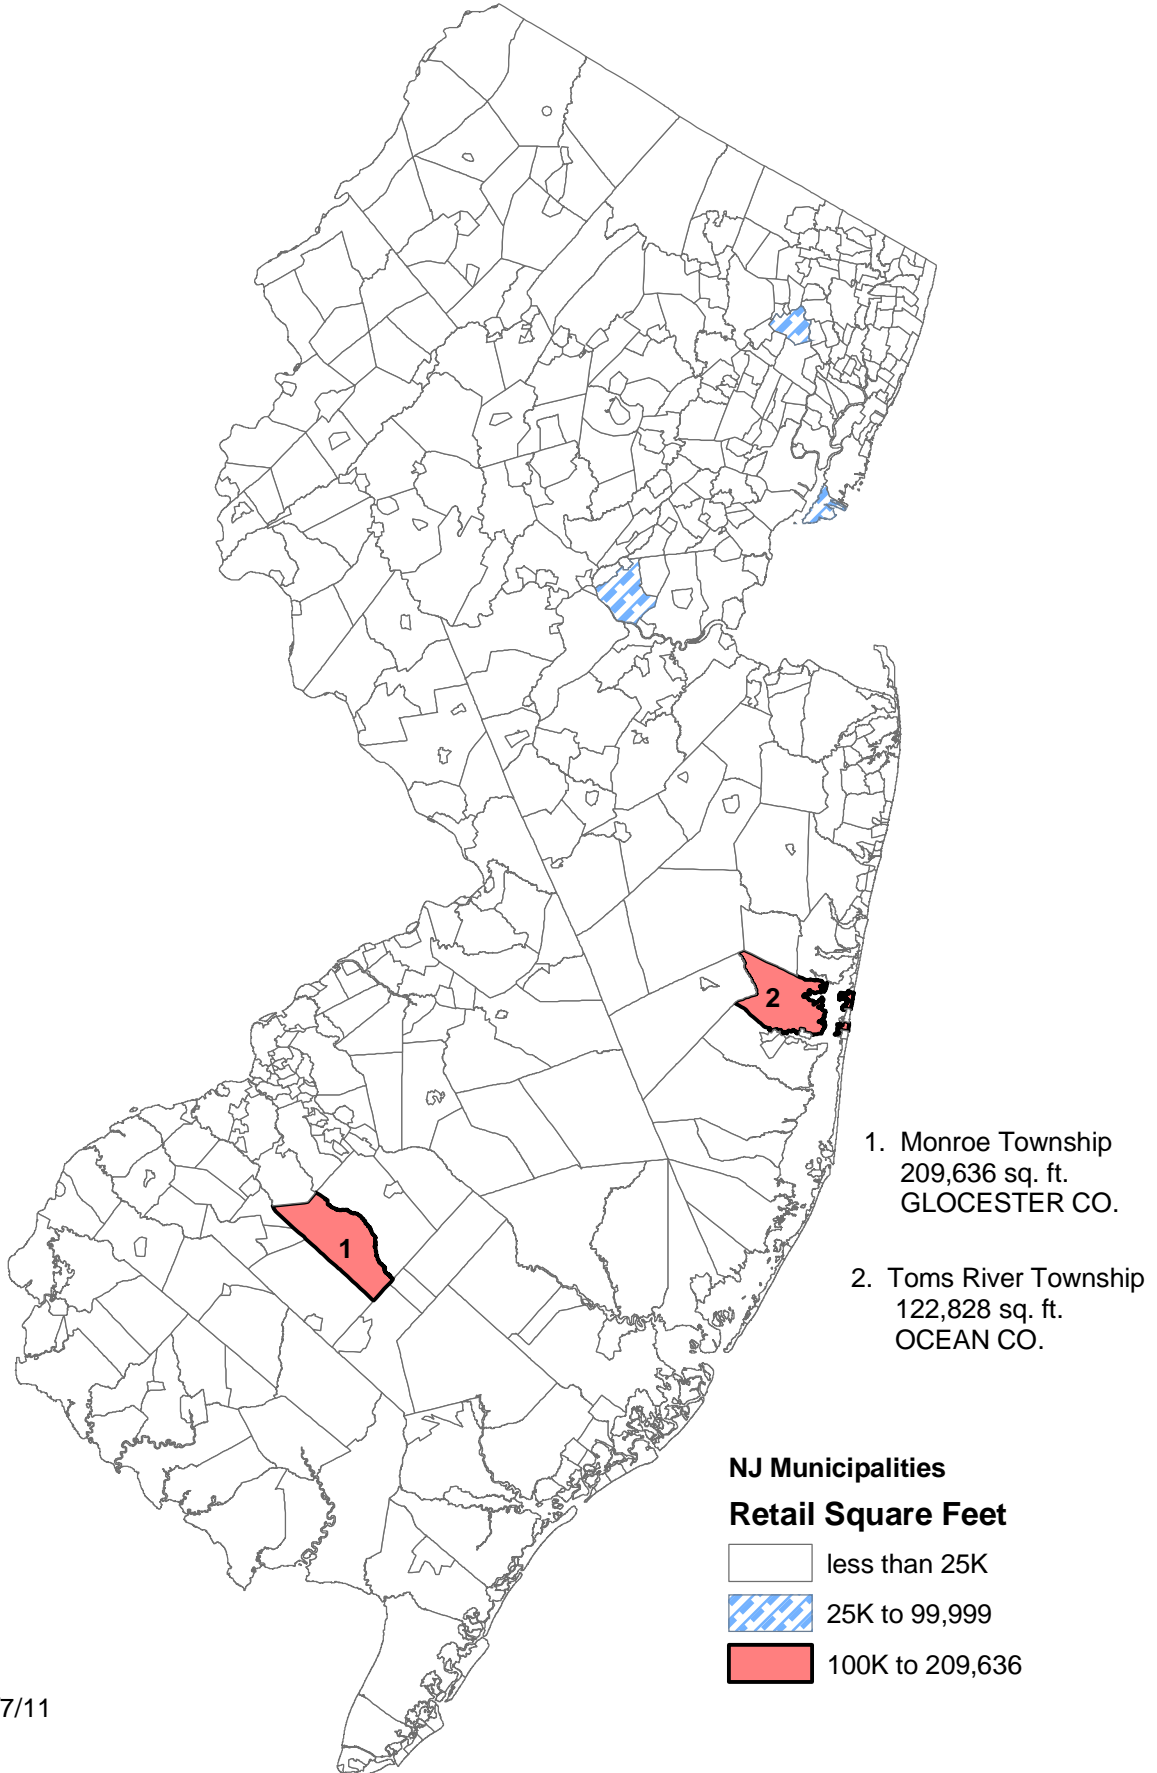 2
1
1. Monroe Township
209,636 sq. ft.
GLOCESTER CO.
2. Toms River Township
122,828 sq. ft.
OCEAN CO.
NJ Municipalities
Retail Square Feet
less than 25K
25K to 99,999
100K to 209,636
7/11